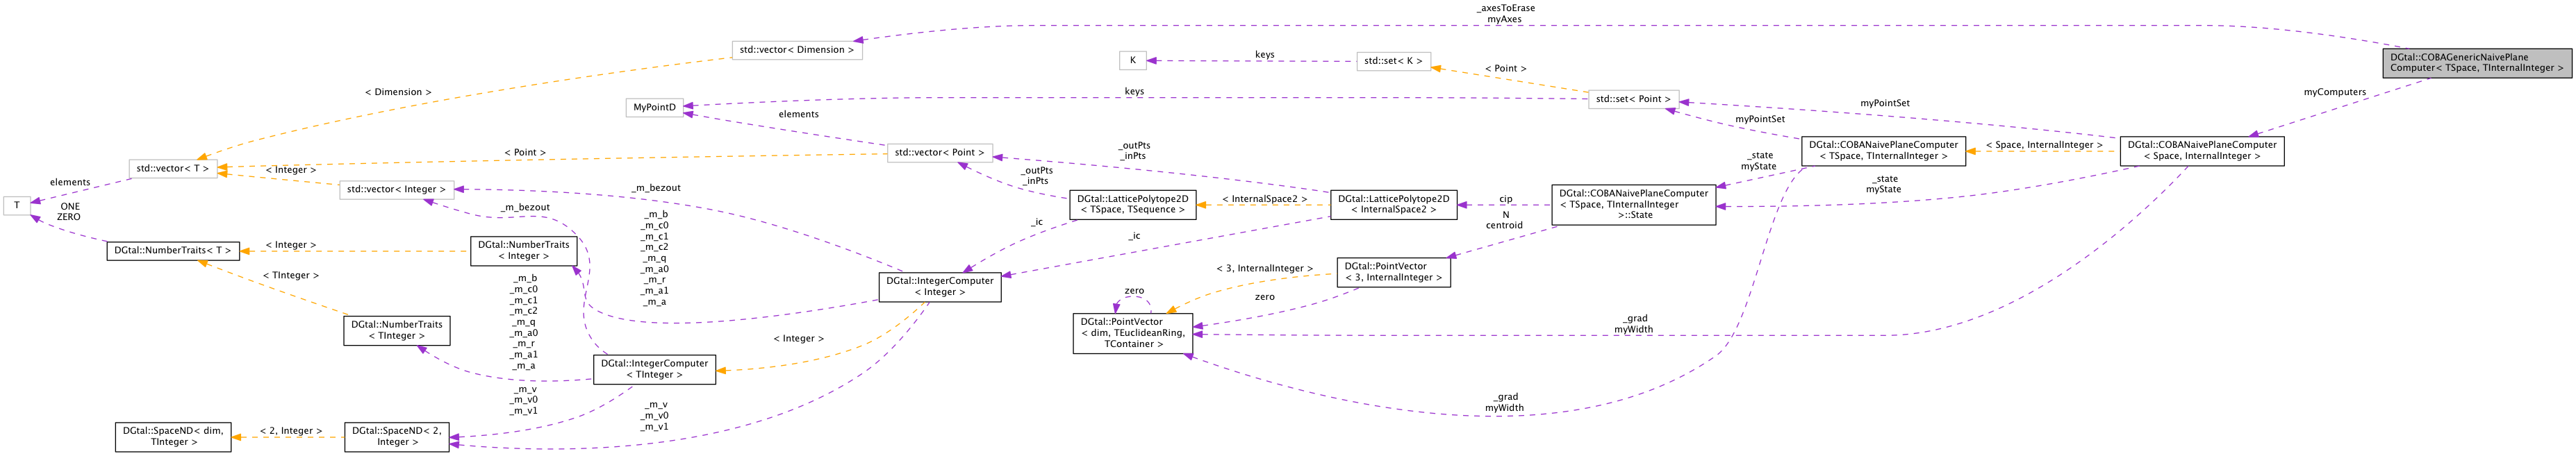 _axesToErase
myAxes
std::vector< Dimension >
K
keys
std::set< K >
DGtal::COBAGenericNaivePlane
Computer< TSpace, TInternalInteger >
< Dimension >
MyPointD
keys
elements
< Point >
std::set< Point >
myPointSet
myComputers
myPointSet
std::vector< T >
< Point >
< Integer >
std::vector< Point >
_outPts
_inPts
DGtal::COBANaivePlaneComputer
< TSpace, TInternalInteger >
< Space, InternalInteger >
DGtal::COBANaivePlaneComputer
< Space, InternalInteger >
elements
T
ONE
ZERO
std::vector< Integer >
_m_bezout
_m_bezout
_outPts
_inPts
DGtal::LatticePolytope2D
< TSpace, TSequence >
< InternalSpace2 >
DGtal::LatticePolytope2D
< InternalSpace2 >
cip
N
centroid
DGtal::COBANaivePlaneComputer
< TSpace, TInternalInteger
>::State
_state
myState
_state
myState
_ic
_ic
DGtal::NumberTraits< T >
< Integer >
DGtal::NumberTraits
< Integer >
_m_b
_m_c0
_m_c1
_m_c2
_m_q
_m_a0
_m_r
_m_a1
_m_a
< TInteger >
DGtal::NumberTraits
< TInteger >
_m_b
_m_c0
_m_c1
_m_c2
_m_q
_m_a0
_m_r
_m_a1
_m_a
DGtal::IntegerComputer
< Integer >
< 3, InternalInteger >
DGtal::PointVector
< 3, InternalInteger >
zero
zero
DGtal::PointVector
< dim, TEuclideanRing,
TContainer >
_grad
myWidth
< Integer >
DGtal::IntegerComputer
< TInteger >
_m_v
_m_v0
_m_v1
_m_v
_m_v0
_m_v1
_grad
myWidth
DGtal::SpaceND< dim,
TInteger >
< 2, Integer >
DGtal::SpaceND< 2,
Integer >